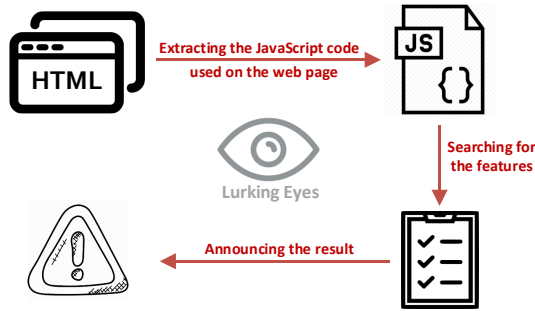 HTML
Extracting the JavaScript code
used on the web page
JS
{}
Searching for
the features
Lurking Eyes
Announcing the result